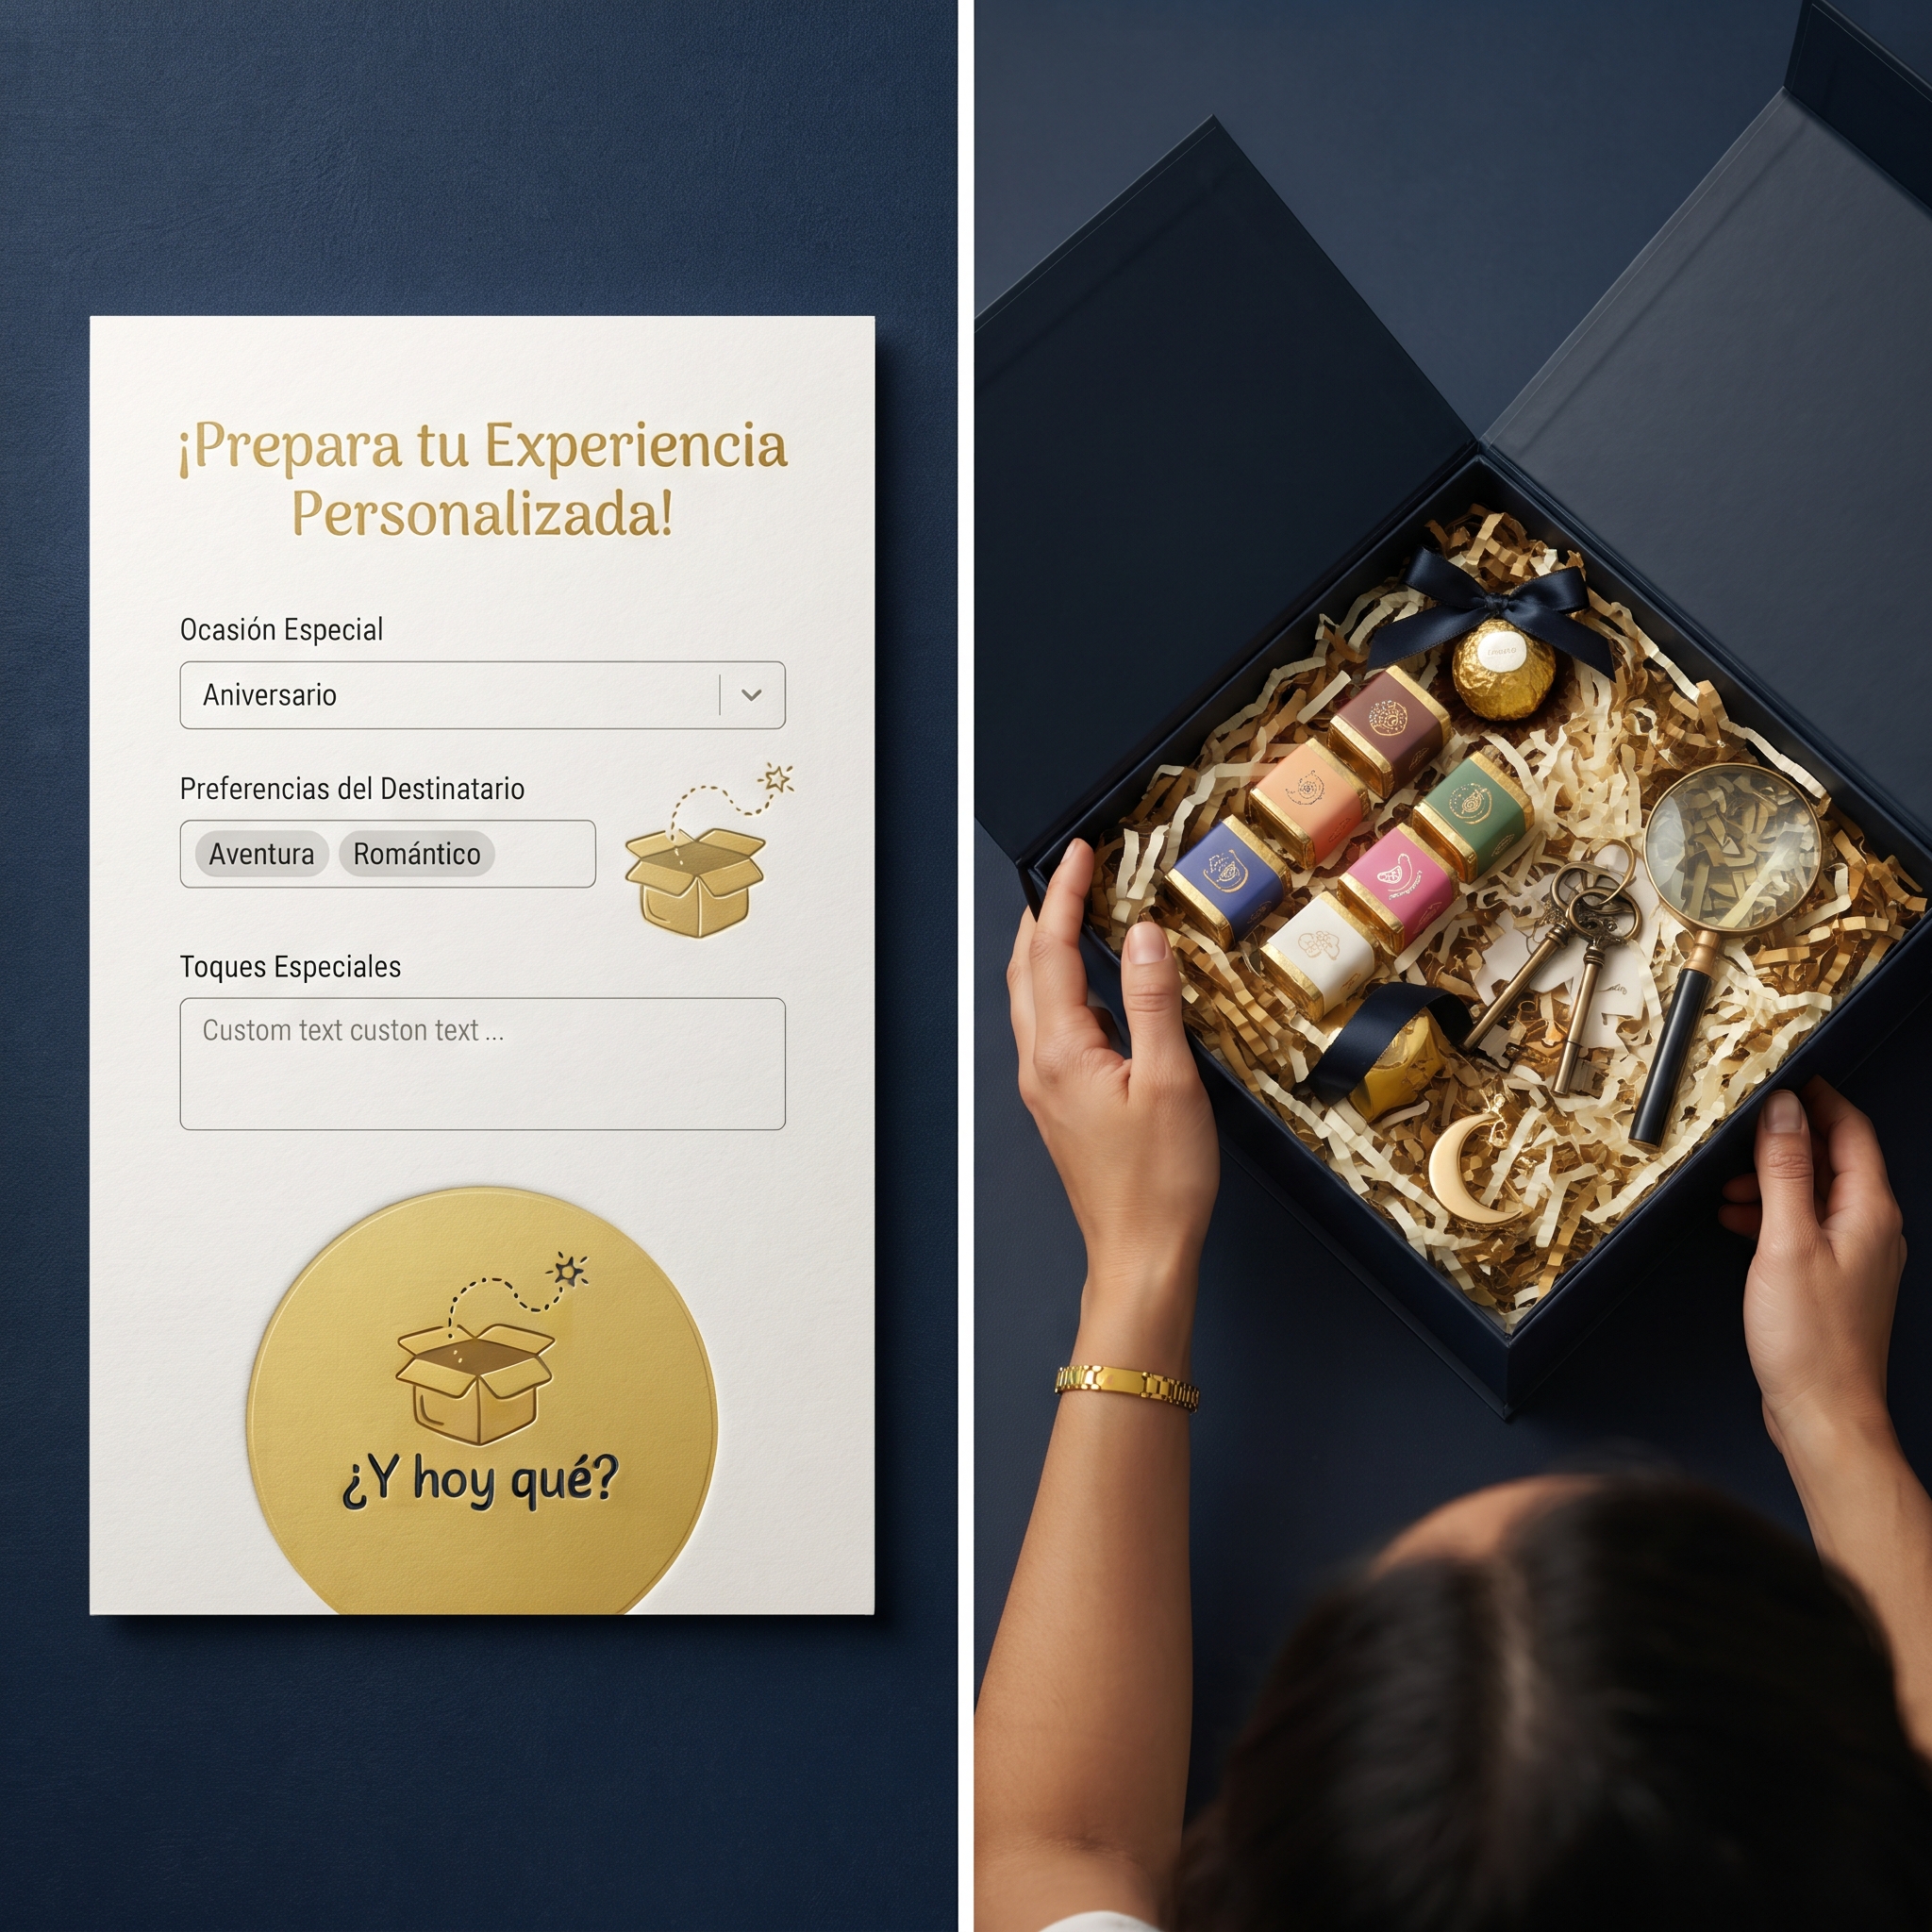 ¡Prepara tu Experiencia
Personalizada!
Ocasión Especial
Aniversario
Preferencias del Destinatario
Aventura Romántico
Toques Especiales
Custom text custon text ...
¿Y hoy qué?